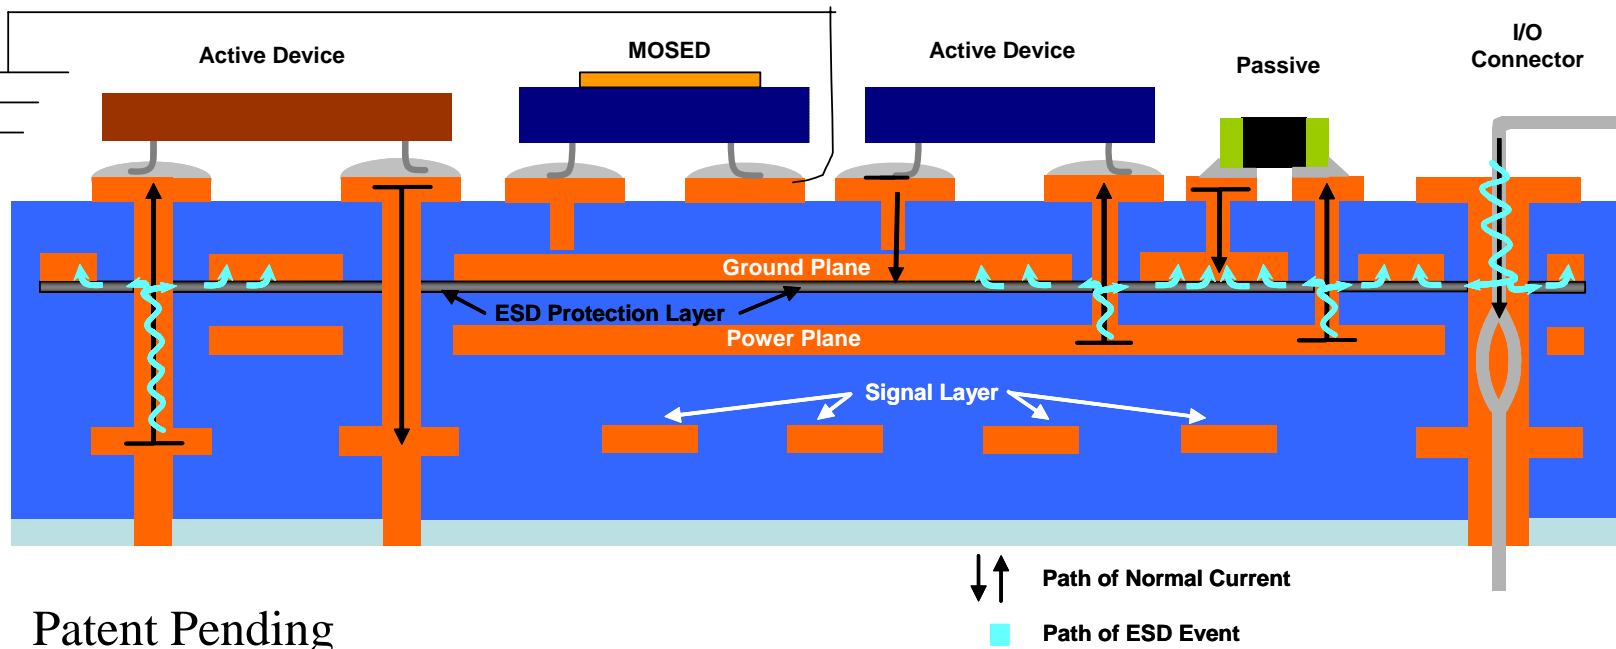 Active Device
MOSED
Active Device
Passive
I/O
Connector
Ground Plane
ESD Protection Layer
Power Plane
Signal Layer
Path of Normal Current
Path of ESD Event
Patent Pending